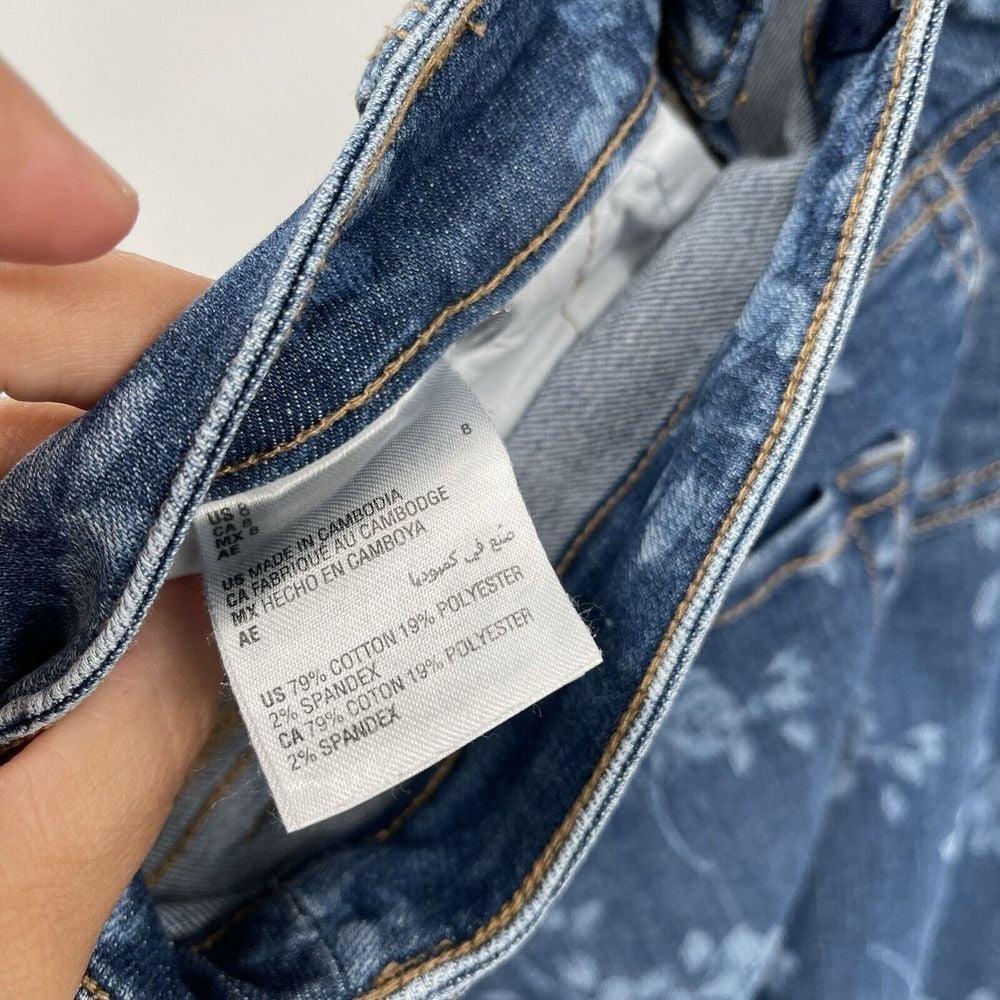 8
US 8
CA 8
MX 8
AE
US MADE IN CAMBODIA
CA FABRIQUE AU CAMBODGE
MX HECHO EN CAMBOYA
AE صنع في كمبوديا
US 79% COTTON 19% POLYESTER
2% SPANDEX
CA 79% COTON 19% POLYESTER
2% SPANDEX